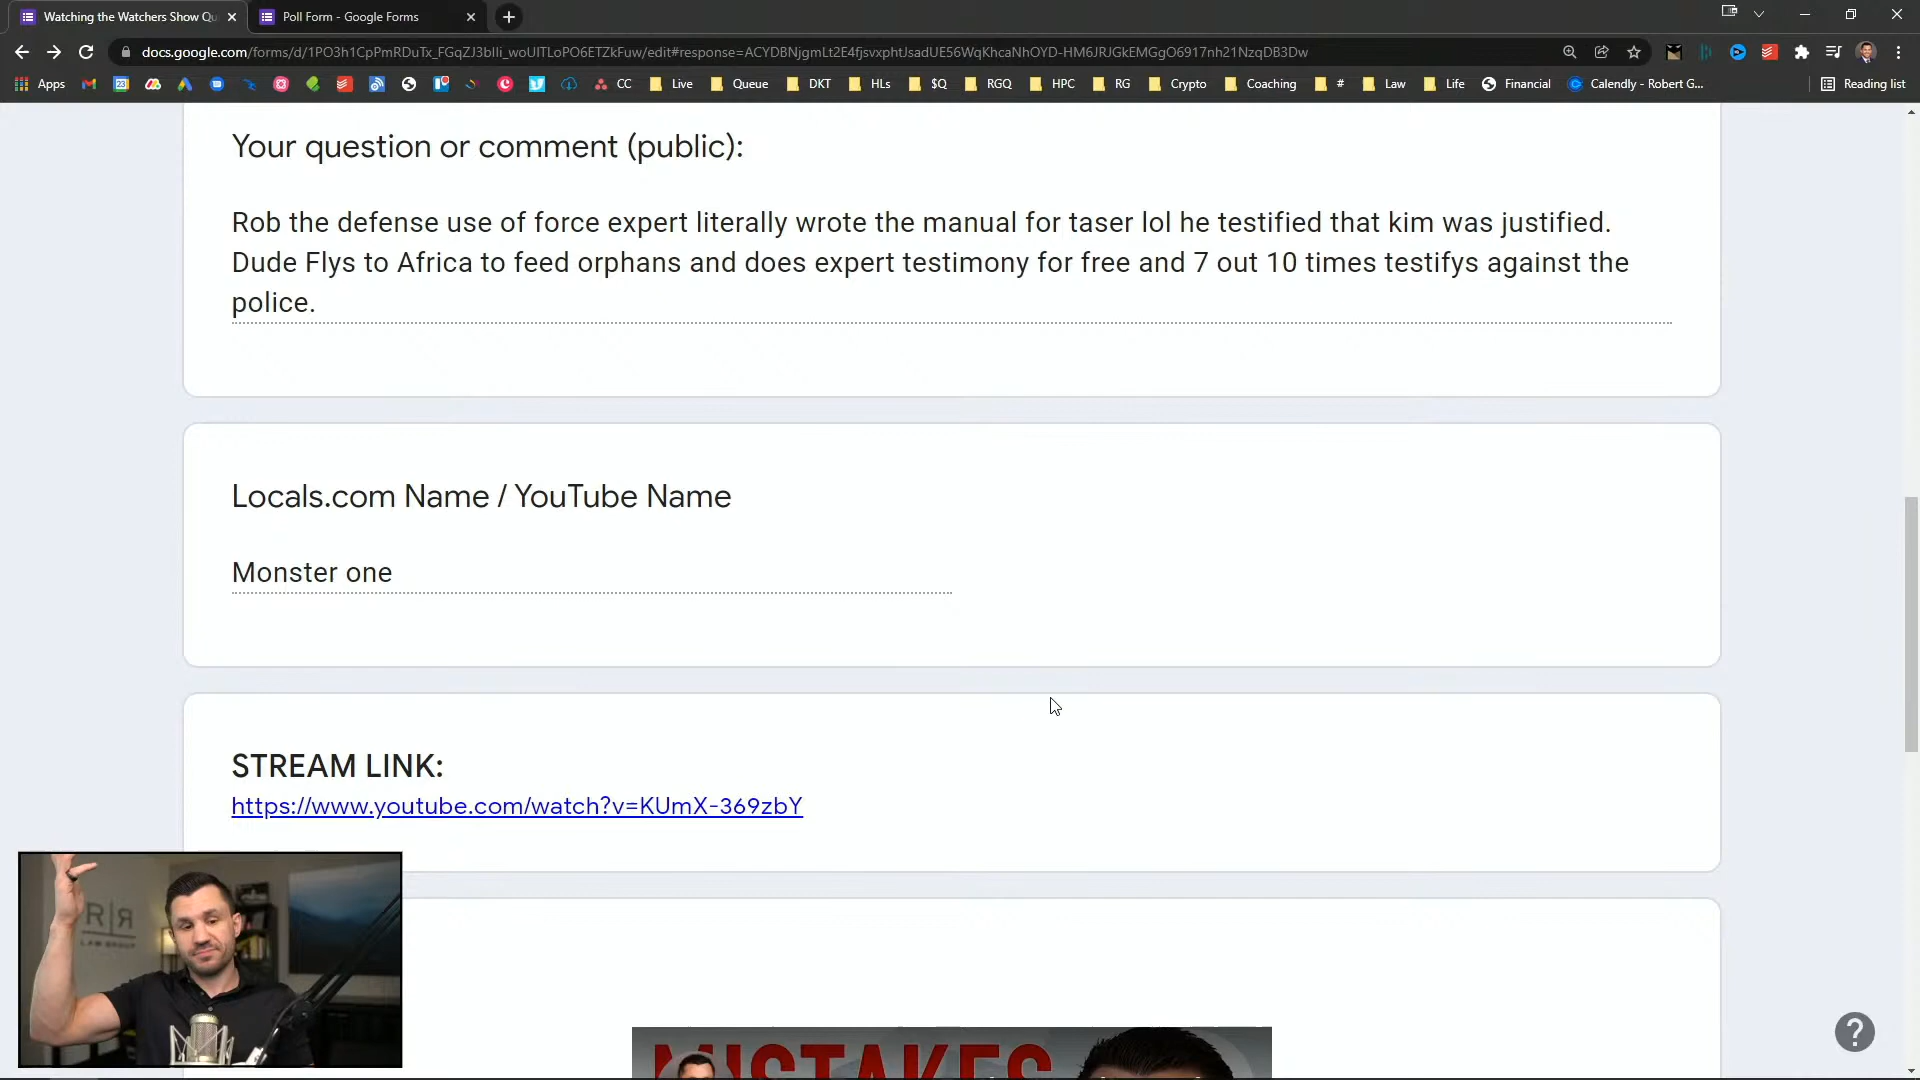 Watching the Watchers Show Qu
Poll Form - Google Forms
docs.google.com/forms/d/1PO3h1CpPmRDuTx_FGqZJ3bIli_woUITLoPO6ETZkFuw/edit#response=ACYDBNjgmLt2E4fjsvxphtJsadUE56WqKhcaNhOYD-HM6JRJGkEMGgO6917nh21NzqDB3Dw
Apps CC Live Queue DKT HLs $Q RGQ HPC RG Crypto Coaching # Law Life Financial Calendly - Robert G... Reading list
Your question or comment (public):
Rob the defense use of force expert literally wrote the manual for taser lol he testified that kim was justified.
Dude Flys to Africa to feed orphans and does expert testimony for free and 7 out 10 times testifys against the
police.
Locals.com Name / YouTube Name
Monster one
STREAM LINK:
https://www.youtube.com/watch?v=KUmX-369zbY
R|R
LAW GROUP
MISTAKES